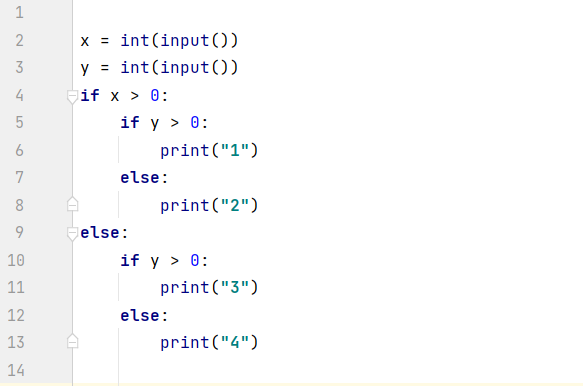 1
2 x = int(input())
3 y = int(input())
4 if x > 0:
5     if y > 0:
6         print("1")
7     else:
8         print("2")
9 else:
10     if y > 0:
11         print("3")
12     else:
13         print("4")
14